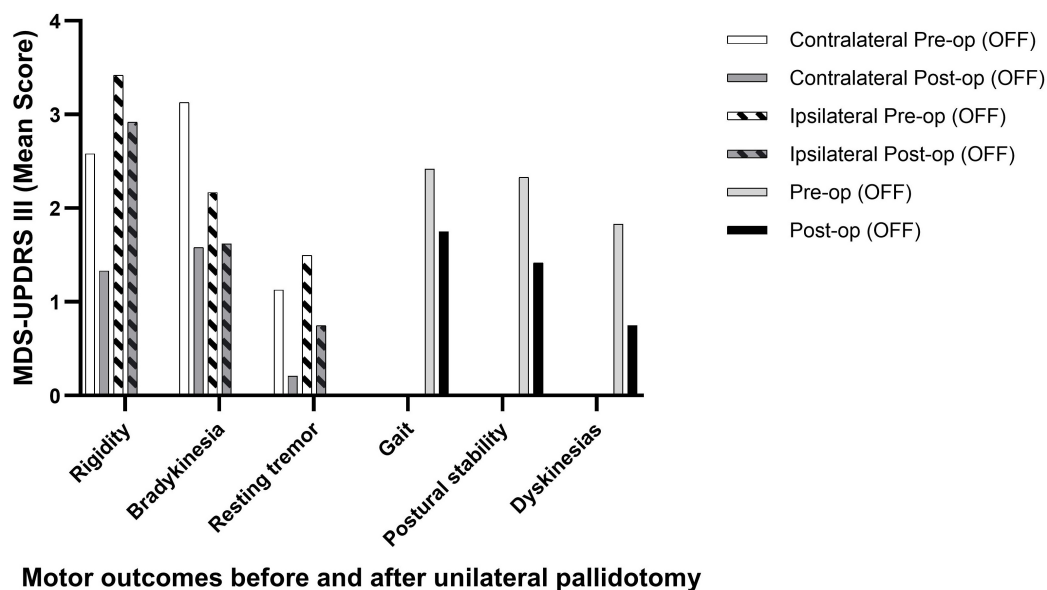 MDS-UPDRS III (Mean Score)
4
3
2
1
0
Rigidity
Bradykinesia
Resting tremor
Gait
Postural stability
Dyskinesias
Motor outcomes before and after unilateral pallidotomy
Contralateral Pre-op (OFF)
Contralateral Post-op (OFF)
Ipsilateral Pre-op (OFF)
Ipsilateral Post-op (OFF)
Pre-op (OFF)
Post-op (OFF)